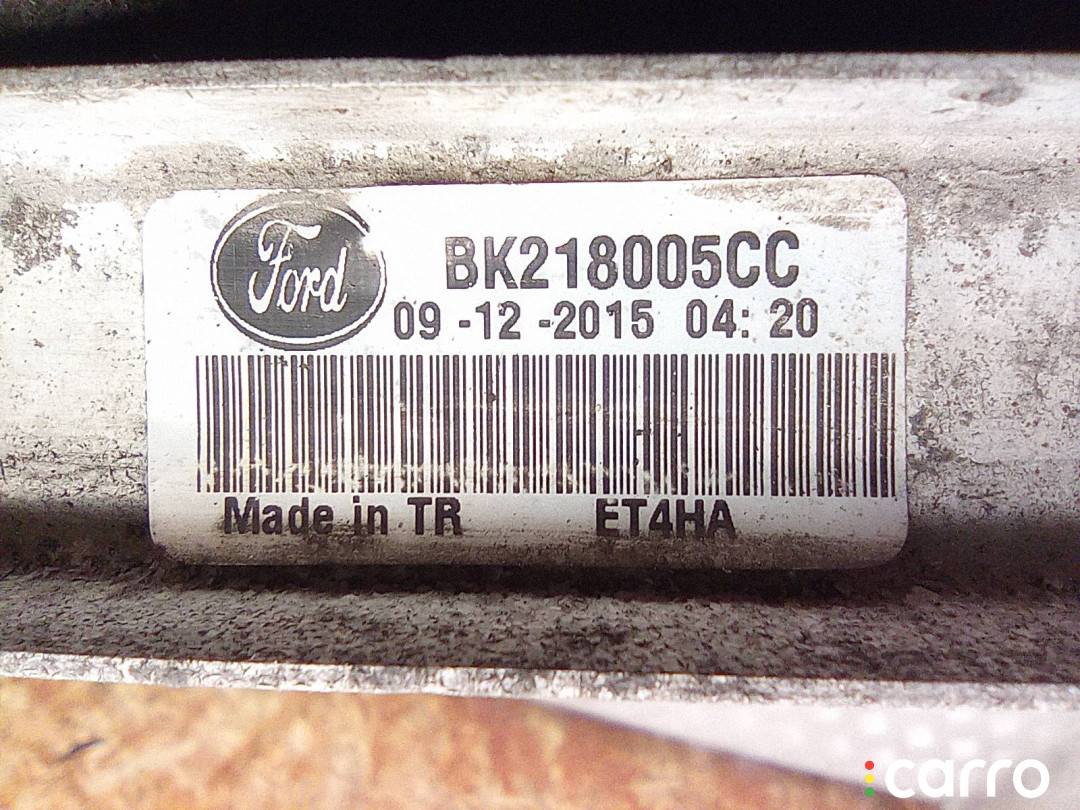 Ford
BK218005CC
09 -12 -2015 04: 20
Made in TR ET4HA
carro